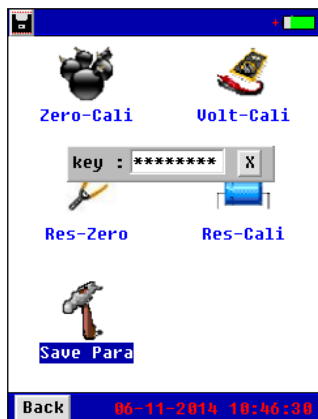 Zero-Cali Volt-Cali
key : ******** X
Res-Zero Res-Cali
Save Para
Back 06-11-2014 10:46:30